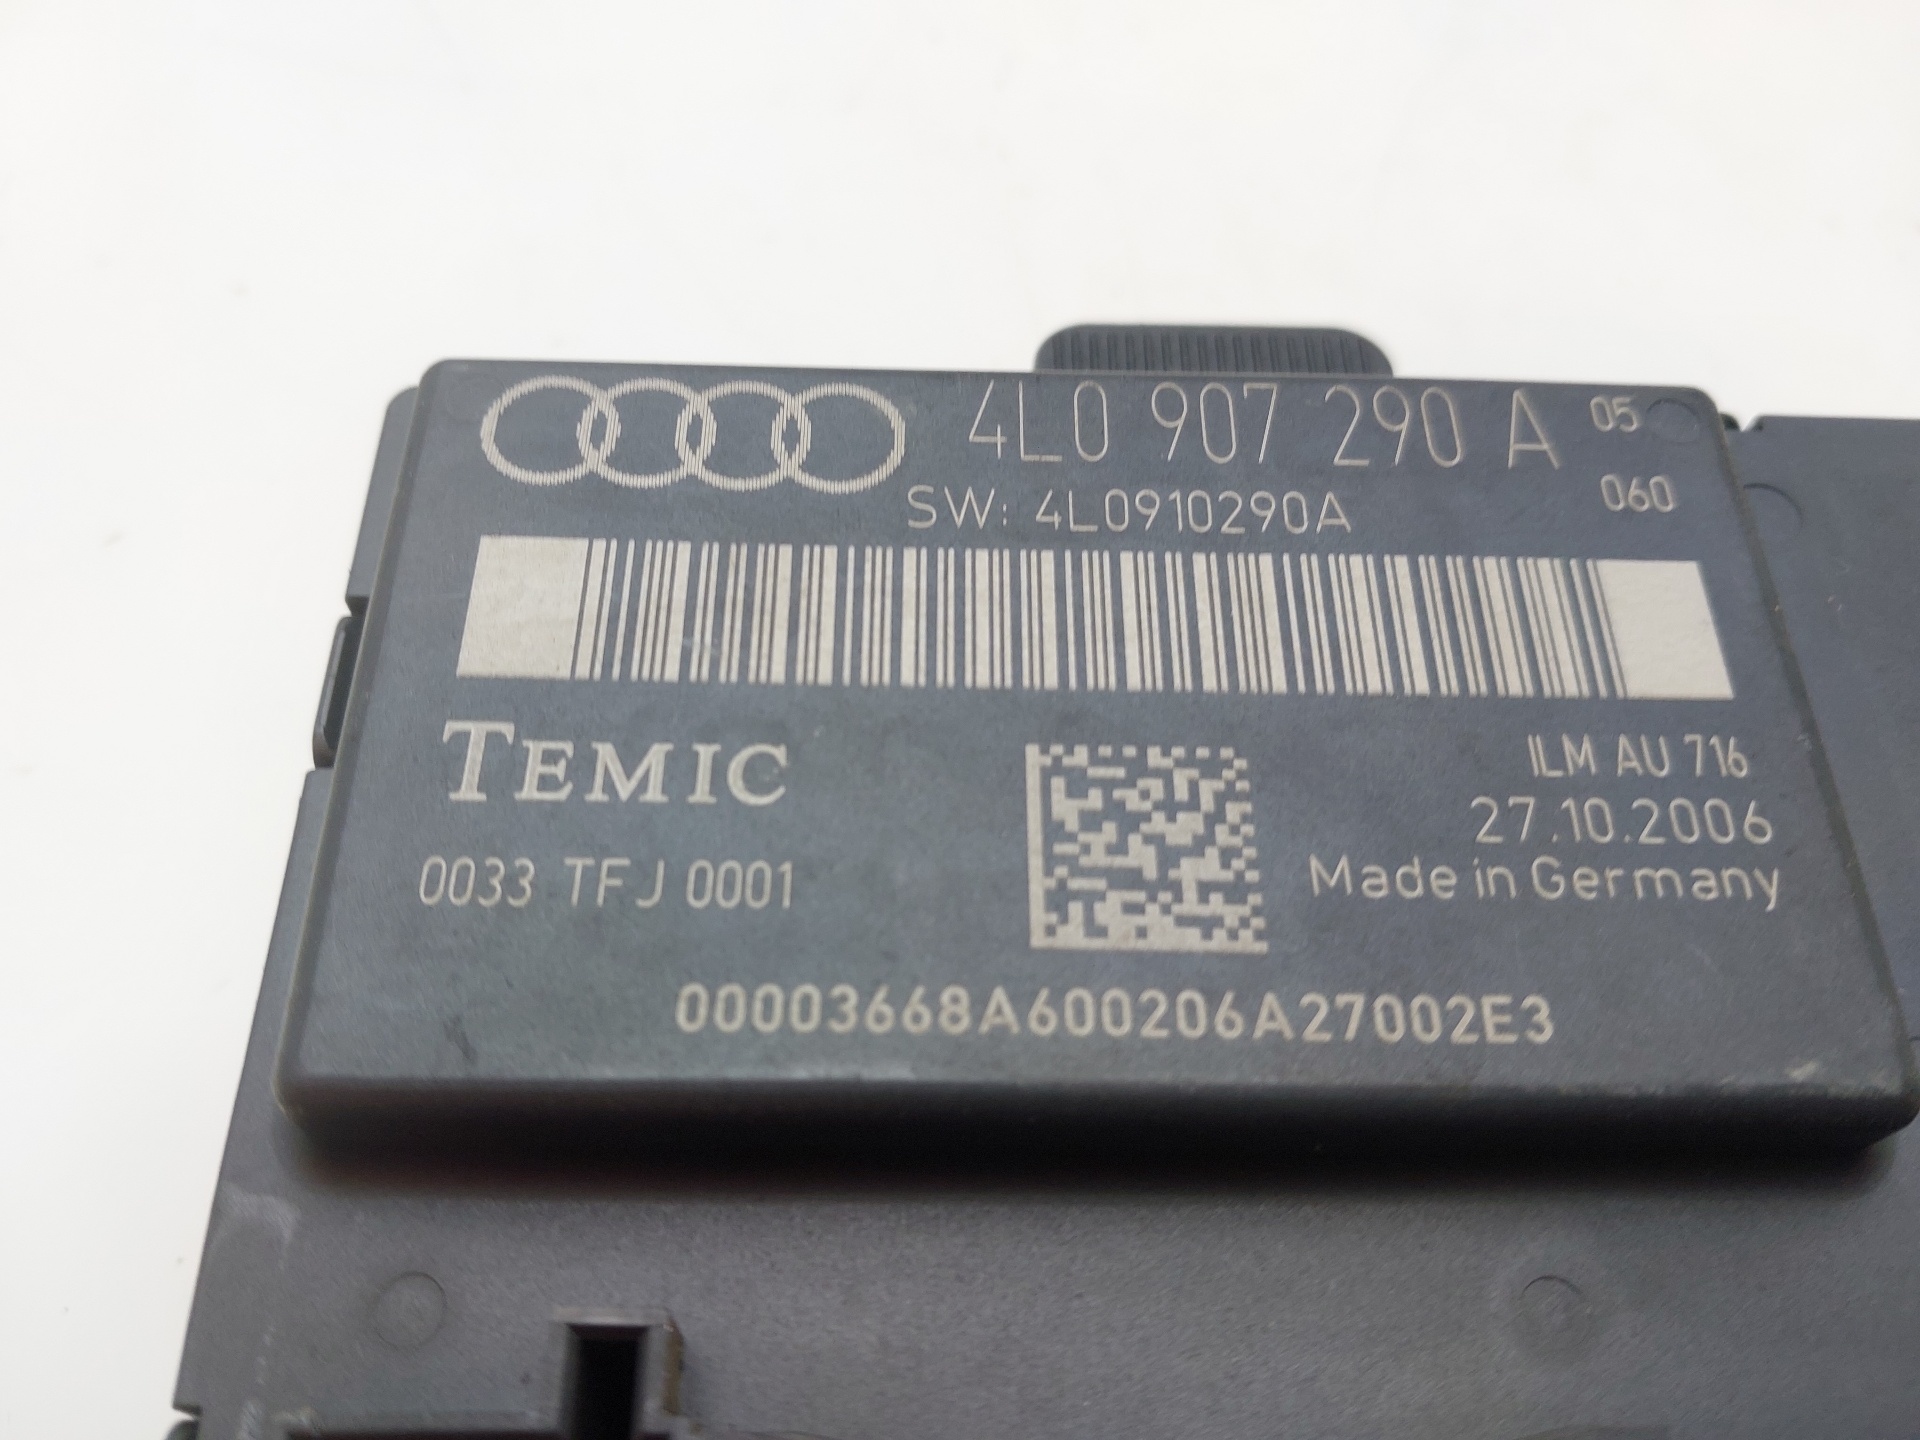 4L0 907 290 A 05
SW: 4L0910290A 060
TEMIC
ILM AU 716
27.10.2006
0033 TFJ 0001
Made in Germany
00003668A600206A27002E3